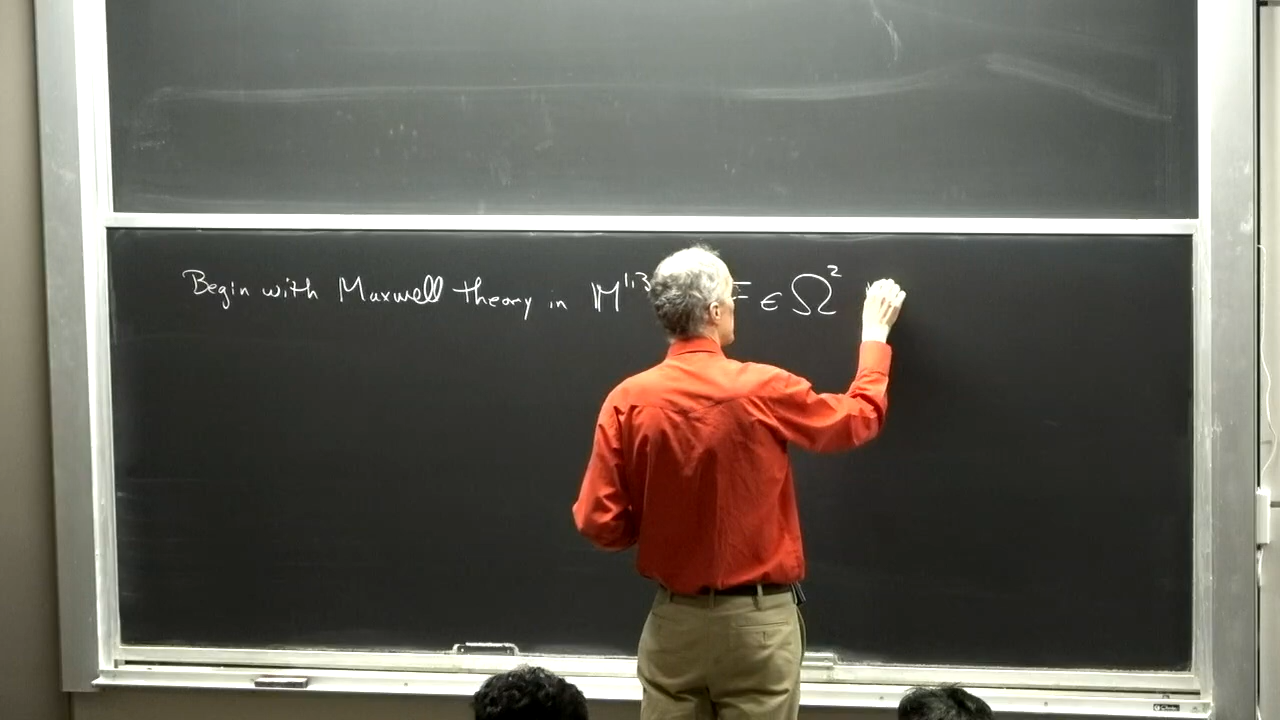 Begin with Maxwell theory in 𝕄^{1,3} F ∈ Ω^2